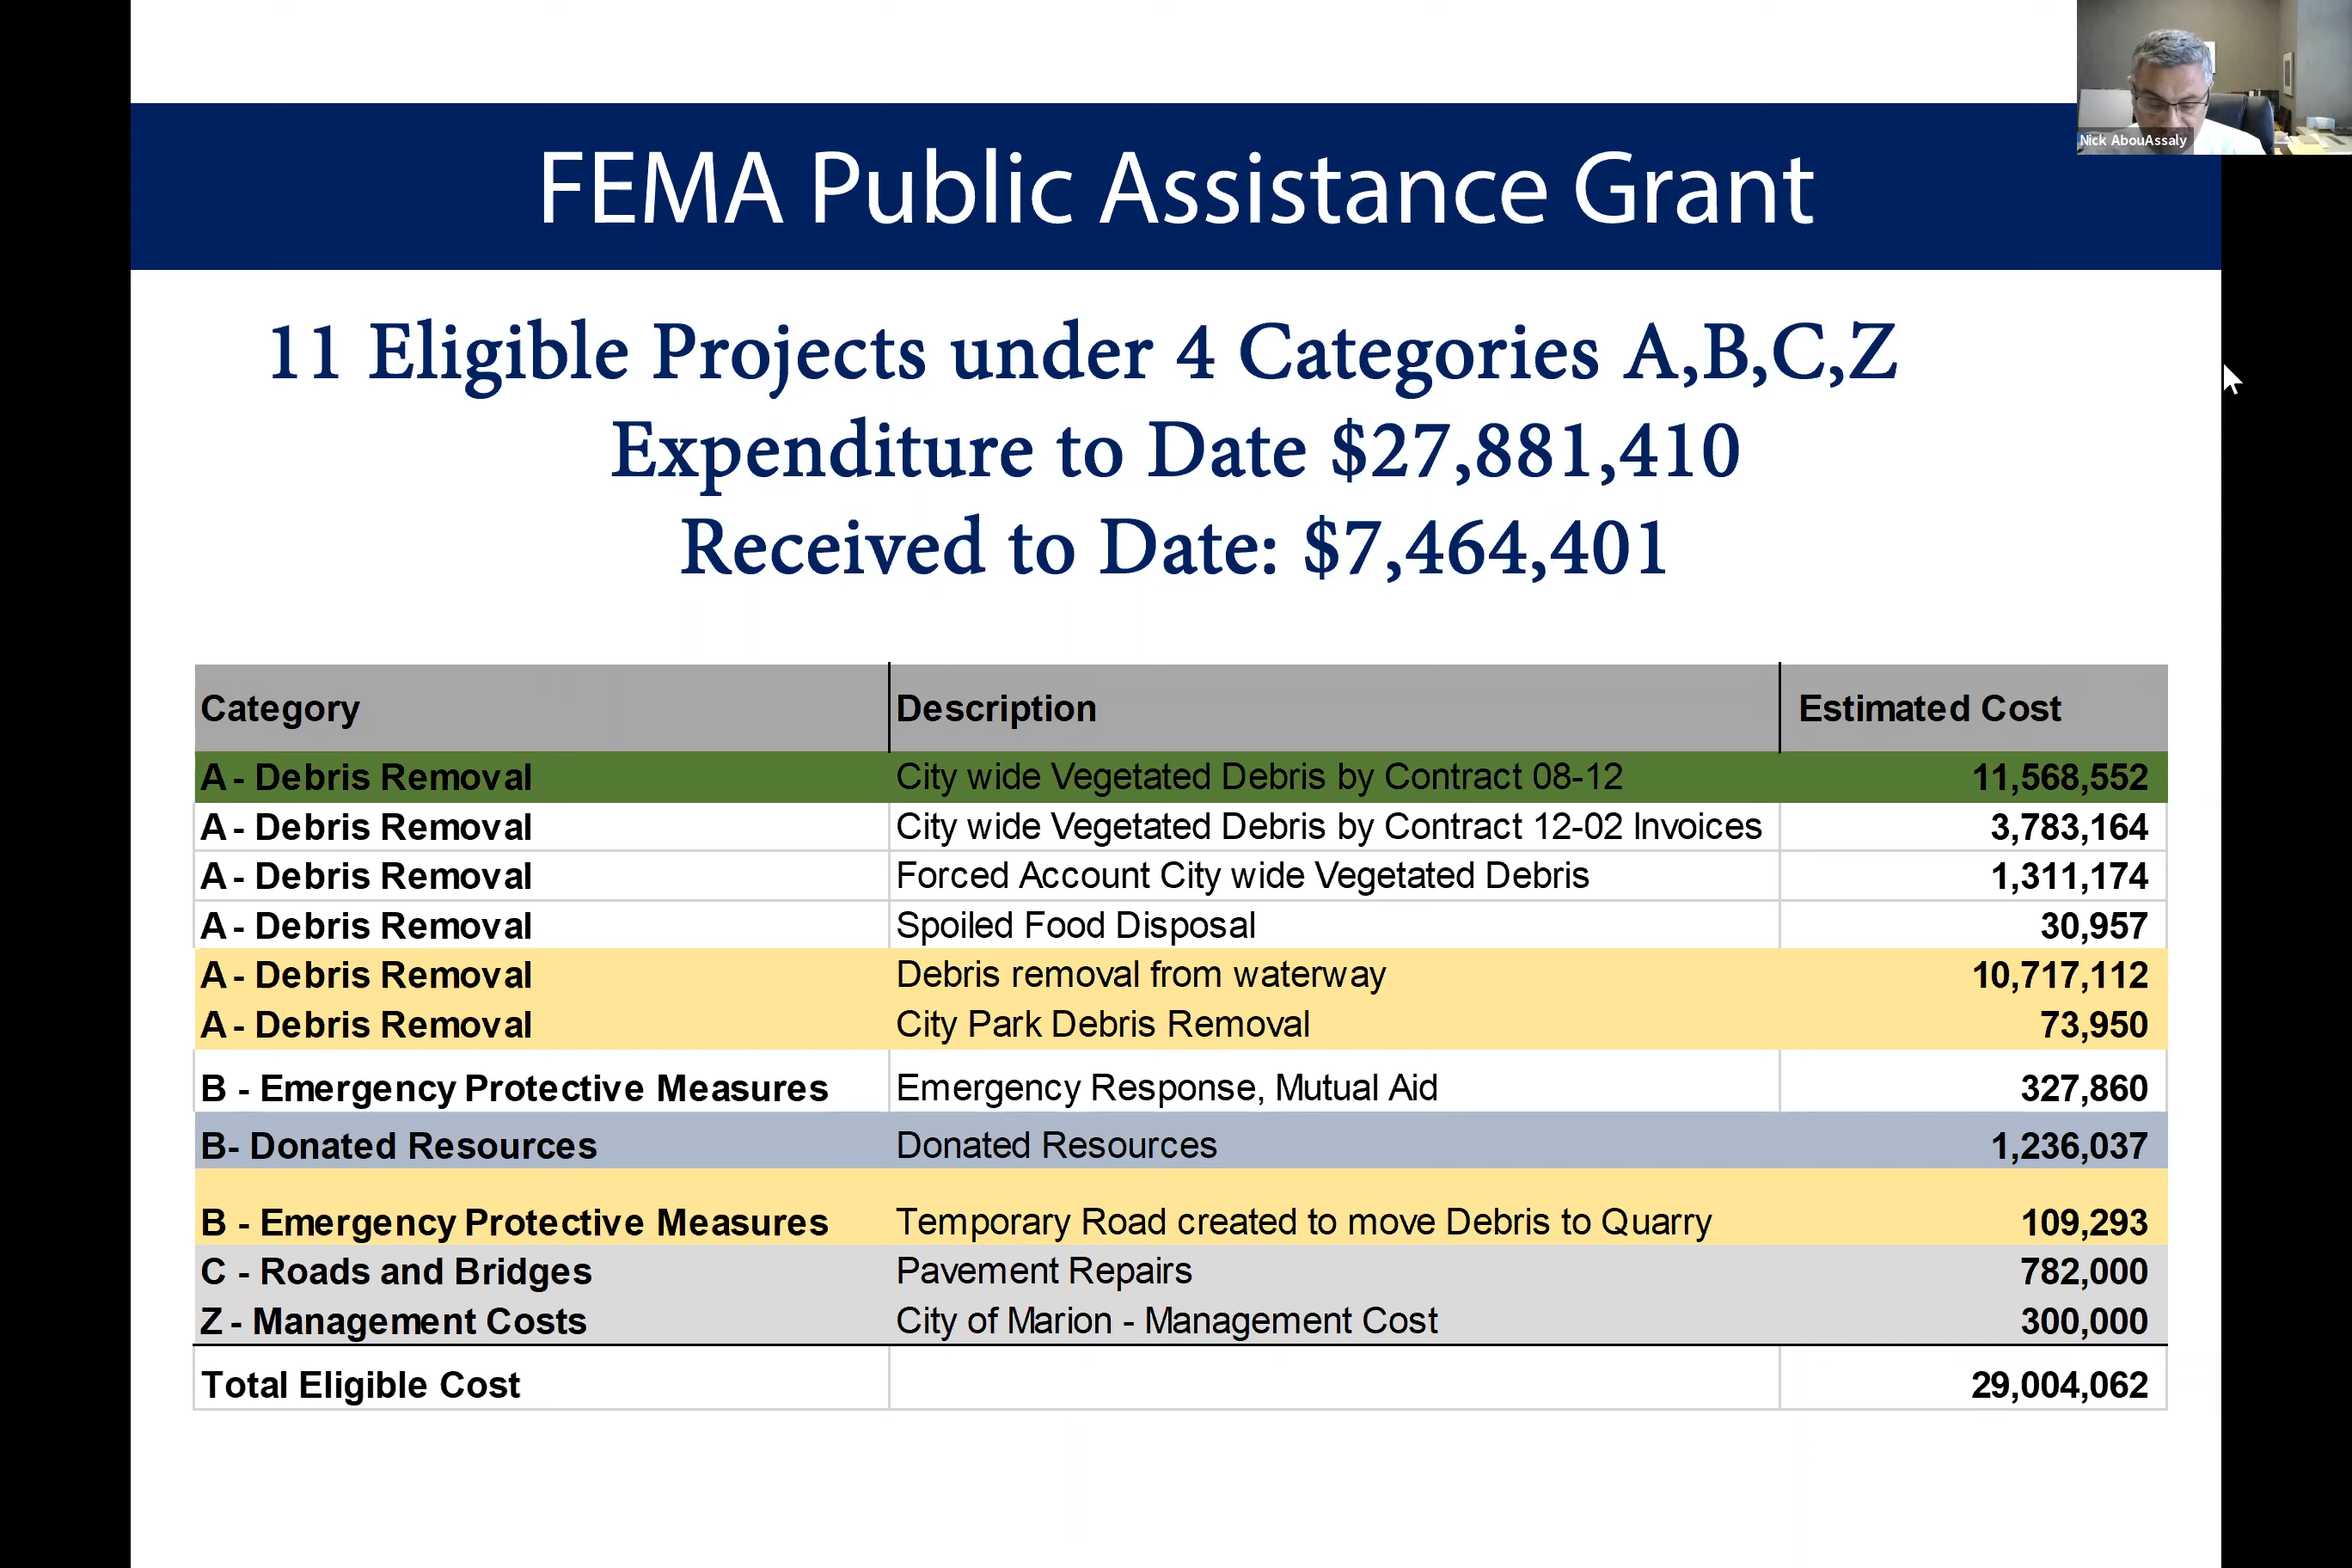 Nick AbouAssaly
FEMA Public Assistance Grant
11 Eligible Projects under 4 Categories A,B,C,Z
Expenditure to Date $27,881,410
Received to Date: $7,464,401
Category Description Estimated Cost
A - Debris Removal City wide Vegetated Debris by Contract 08-12 11,568,552
A - Debris Removal City wide Vegetated Debris by Contract 12-02 Invoices 3,783,164
A - Debris Removal Forced Account City wide Vegetated Debris 1,311,174
A - Debris Removal Spoiled Food Disposal 30,957
A - Debris Removal Debris removal from waterway 10,717,112
A - Debris Removal City Park Debris Removal 73,950
B - Emergency Protective Measures Emergency Response, Mutual Aid 327,860
B- Donated Resources Donated Resources 1,236,037
B - Emergency Protective Measures Temporary Road created to move Debris to Quarry 109,293
C - Roads and Bridges Pavement Repairs 782,000
Z - Management Costs City of Marion - Management Cost 300,000
Total Eligible Cost 29,004,062